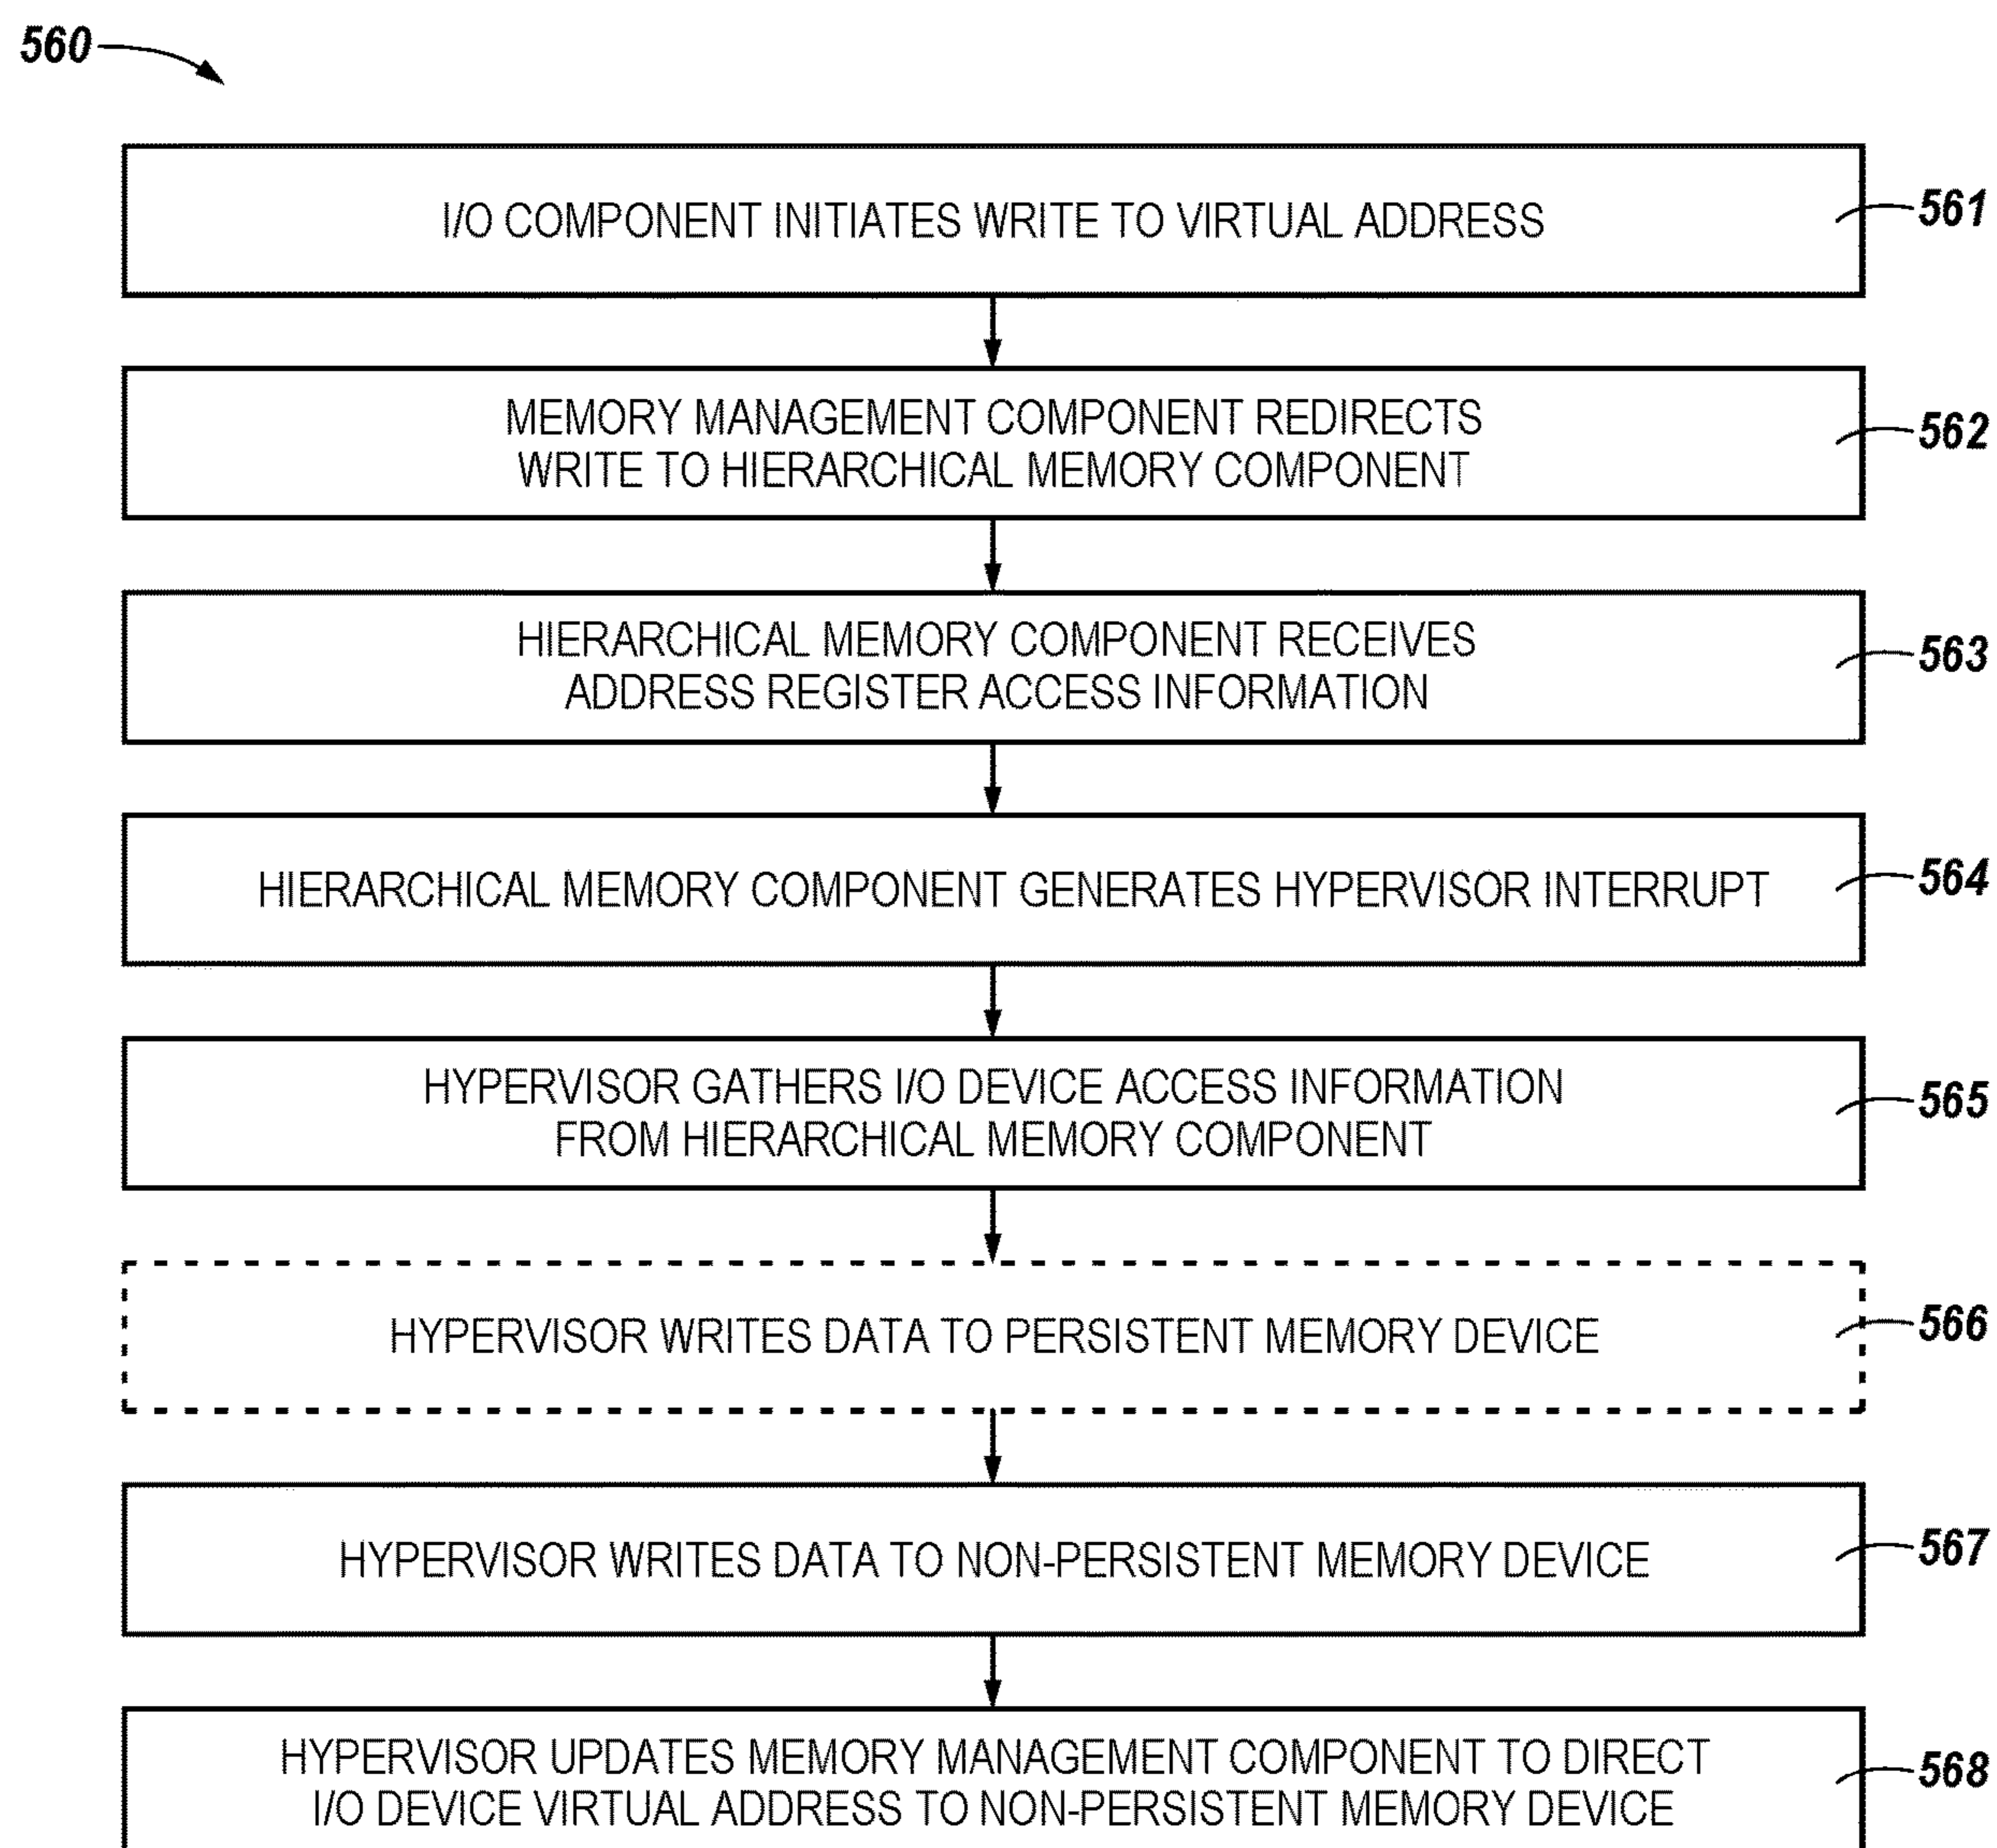 560
I/O COMPONENT INITIATES WRITE TO VIRTUAL ADDRESS
561
MEMORY MANAGEMENT COMPONENT REDIRECTS
WRITE TO HIERARCHICAL MEMORY COMPONENT
562
HIERARCHICAL MEMORY COMPONENT RECEIVES
ADDRESS REGISTER ACCESS INFORMATION
563
HIERARCHICAL MEMORY COMPONENT GENERATES HYPERVISOR INTERRUPT
564
HYPERVISOR GATHERS I/O DEVICE ACCESS INFORMATION
FROM HIERARCHICAL MEMORY COMPONENT
565
HYPERVISOR WRITES DATA TO PERSISTENT MEMORY DEVICE
566
HYPERVISOR WRITES DATA TO NON-PERSISTENT MEMORY DEVICE
567
HYPERVISOR UPDATES MEMORY MANAGEMENT COMPONENT TO DIRECT
I/O DEVICE VIRTUAL ADDRESS TO NON-PERSISTENT MEMORY DEVICE
568